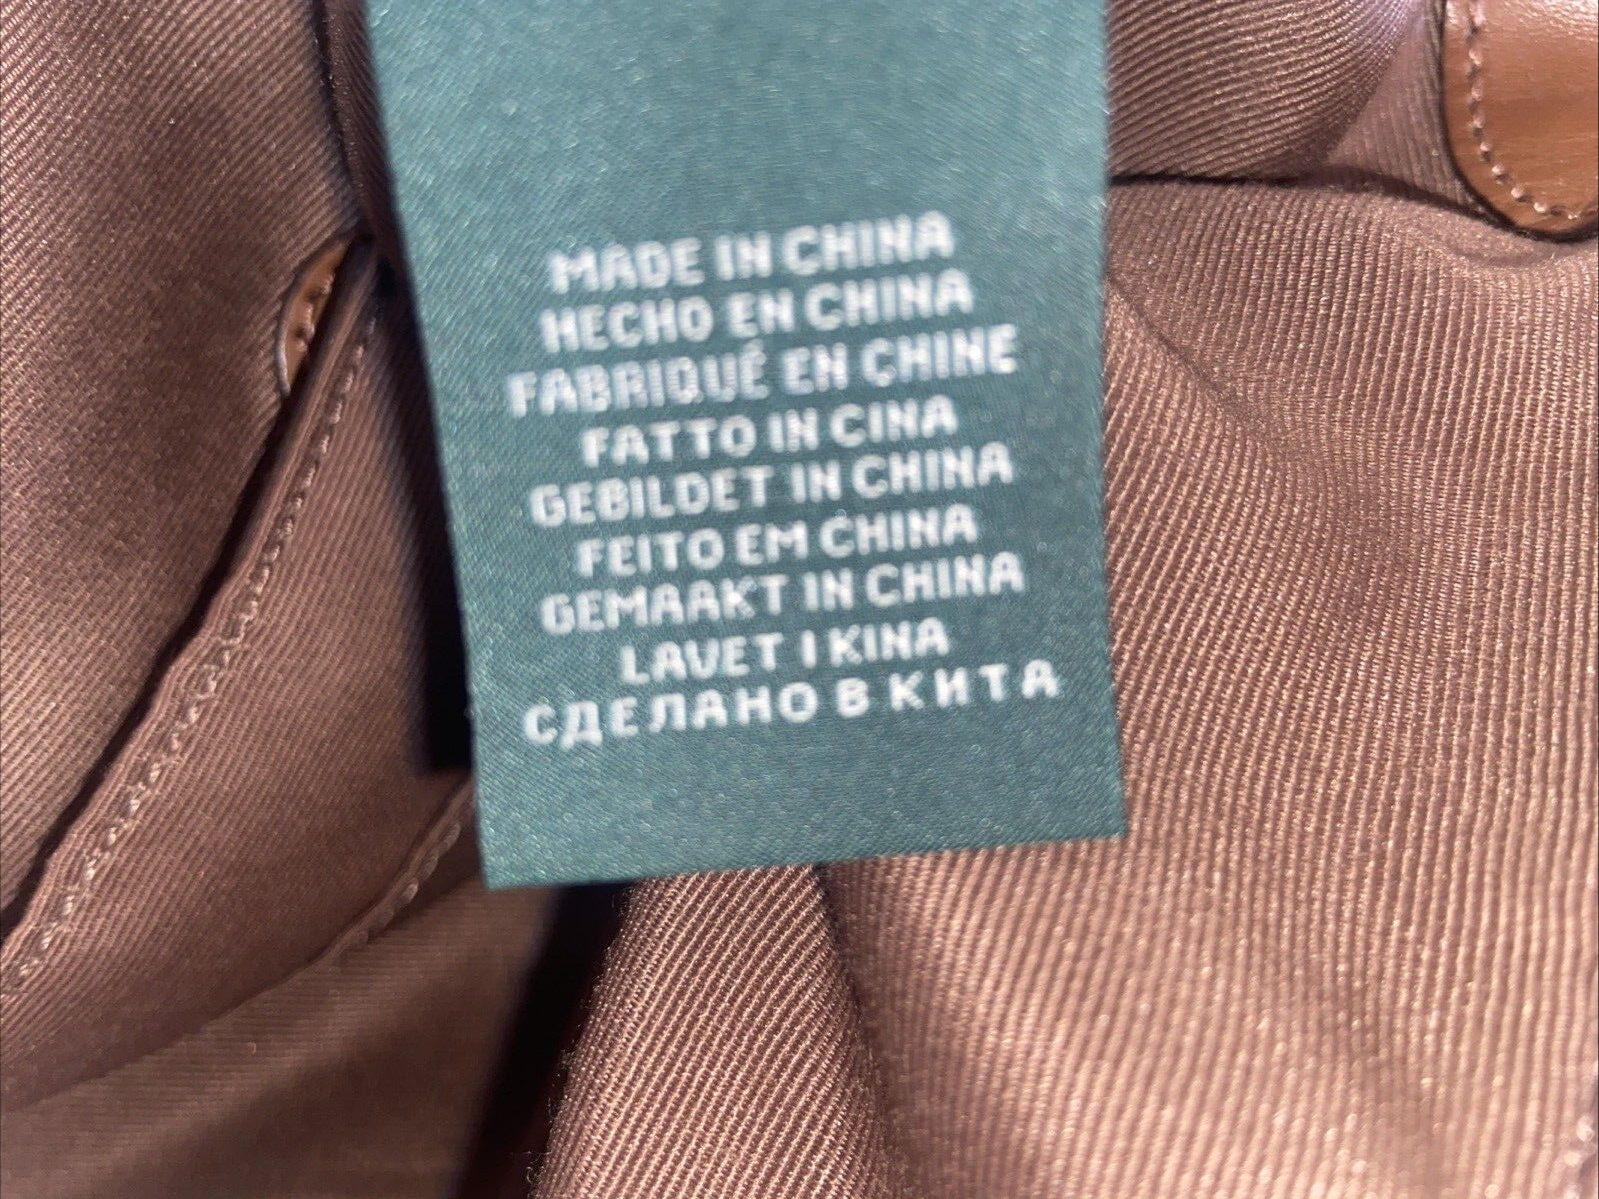 MADE IN CHINA
HECHO EN CHINA
FABRIQUÉ EN CHINE
FATTO IN CINA
GEBILDET IN CHINA
FEITO EM CHINA
GEMAAKT IN CHINA
LAVET I KINA
СДЕЛАНО В КИТА